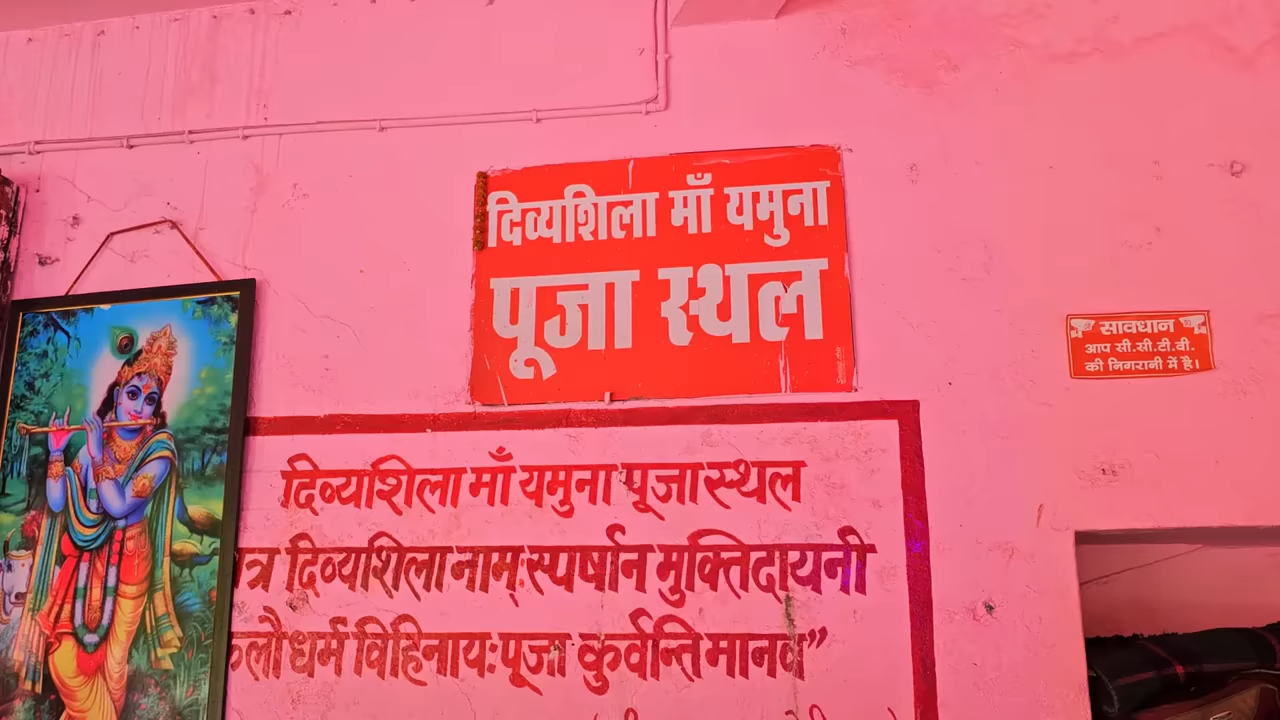 दिव्यशिला माँ यमुना
पूजा स्थल
सावधान
आप सी.सी.टी.वी.
की निगरानी में है।
दिव्यशिला माँ यमुना पूजा स्थल
दिव्यशिला नाम्ःस्पर्षान मुक्तिदायनी
धर्म विहिनायःपूजा कुर्वन्ति मानवा”